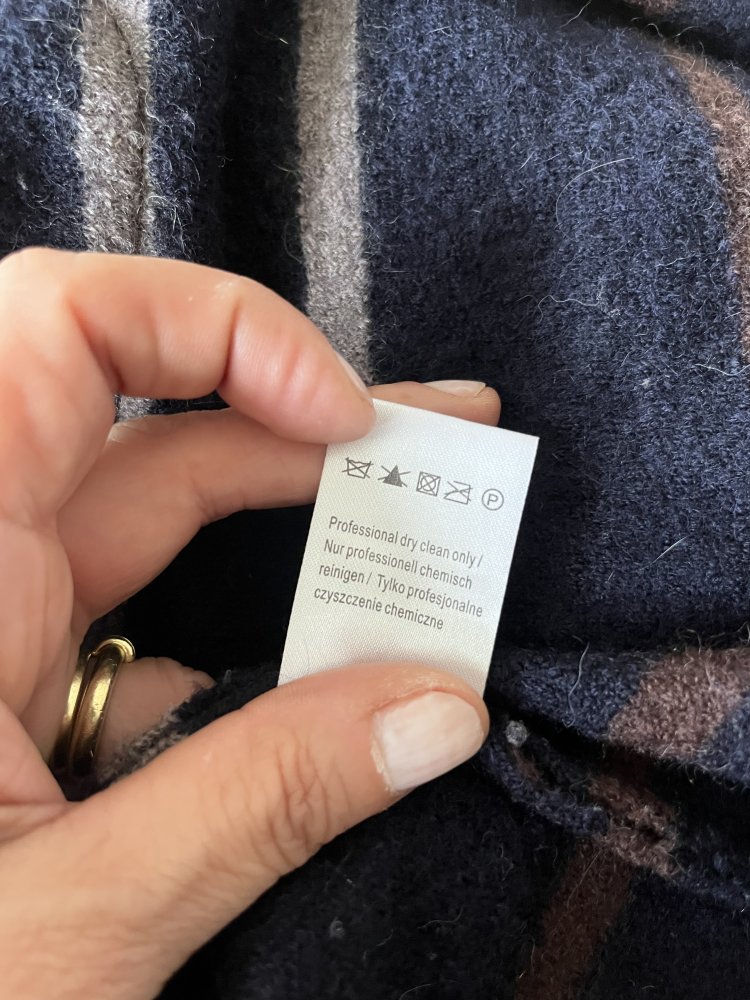 P
Professional dry clean only /
Nur professionell chemisch
reinigen / Tylko profesjonalne
czyszczenie chemiczne